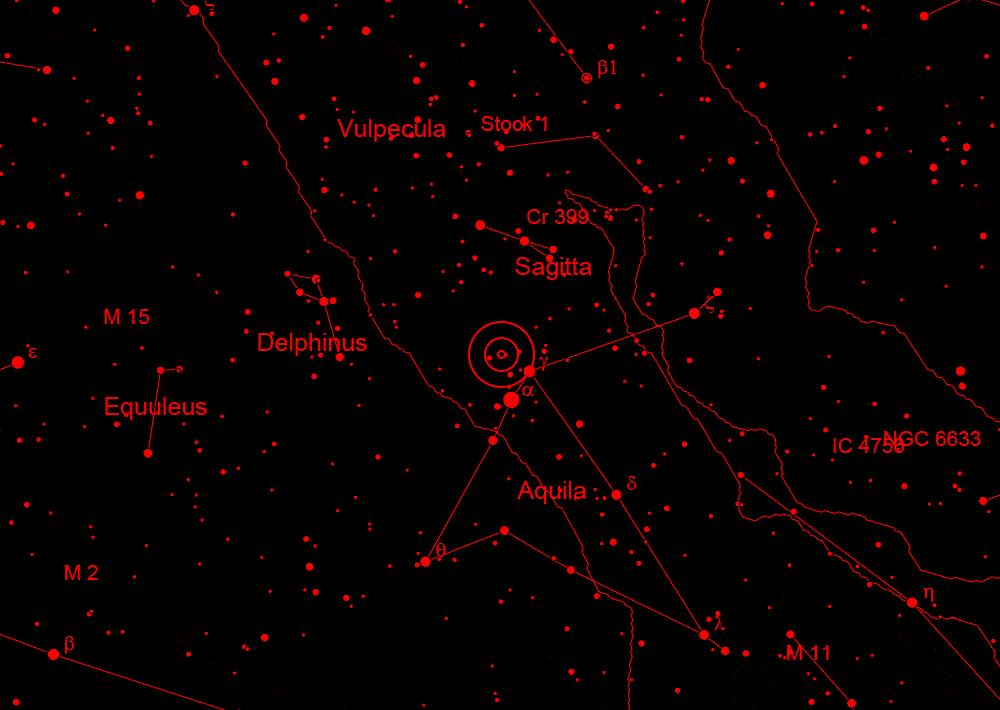 ζ
β1
Vulpecula
Stock 1
Cr 399
Sagitta
ζ
M 15
Delphinus
ε
γ
α
Equuleus
IC 4756
NGC 6633
Aquila
δ
θ
M 2
η
λ
β
M 11